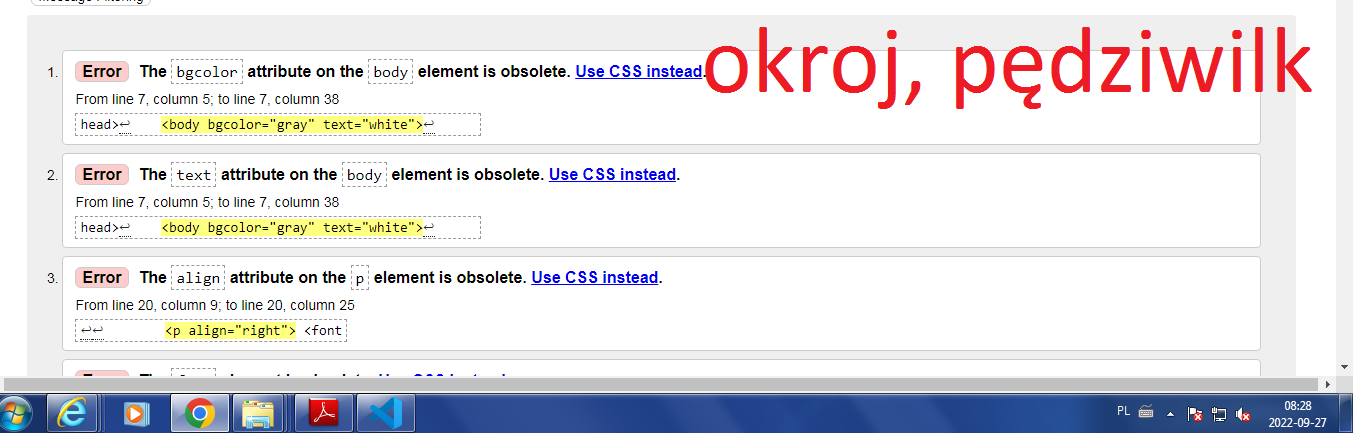 Message Filtering
okroj, pędziwilk
1. Error The bgcolor attribute on the body element is obsolete. Use CSS instead.
From line 7, column 5; to line 7, column 38
head>↩ <body bgcolor="gray" text="white">↩
2. Error The text attribute on the body element is obsolete. Use CSS instead.
From line 7, column 5; to line 7, column 38
head>↩ <body bgcolor="gray" text="white">↩
3. Error The align attribute on the p element is obsolete. Use CSS instead.
From line 20, column 9; to line 20, column 25
↩↩ <p align="right"> <font
PL
08:28
2022-09-27